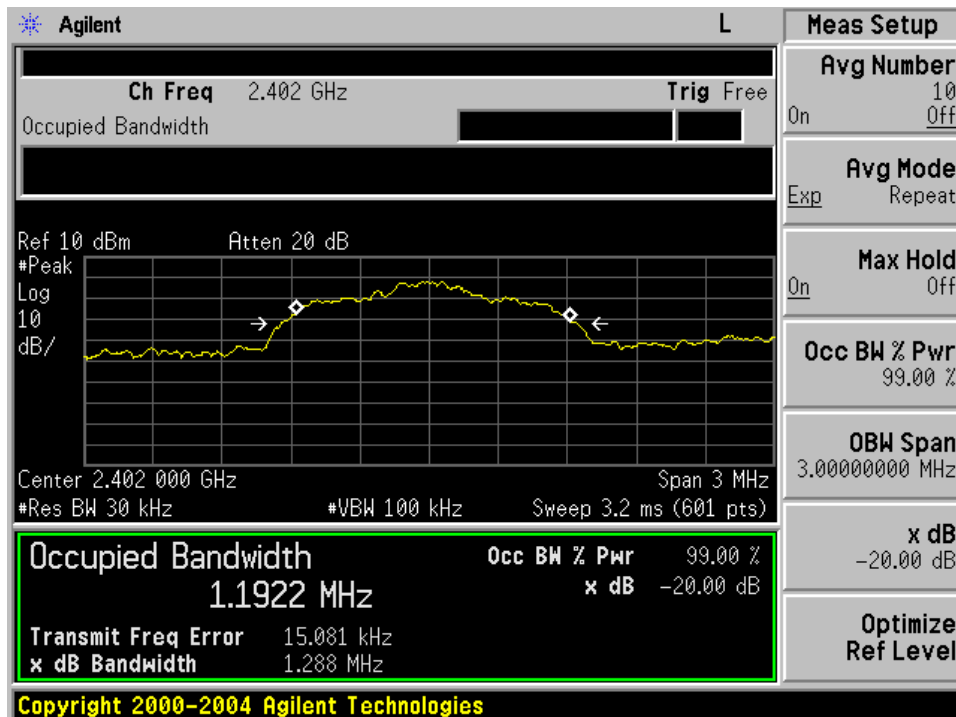 Agilent L
Ch Freq 2.402 GHz Trig Free
Occupied Bandwidth
Ref 10 dBm Atten 20 dB
#Peak
Log
10
dB/
Center 2.402 000 GHz Span 3 MHz
#Res BW 30 kHz #VBW 100 kHz Sweep 3.2 ms (601 pts)
Occupied Bandwidth Occ BW % Pwr 99.00 %
1.1922 MHz x dB -20.00 dB
Transmit Freq Error 15.081 kHz
x dB Bandwidth 1.288 MHz
Copyright 2000-2004 Agilent Technologies
Meas Setup
Avg Number
10
On Off
Avg Mode
Exp Repeat
Max Hold
On Off
Occ BW % Pwr
99.00 %
OBW Span
3.00000000 MHz
x dB
-20.00 dB
Optimize
Ref Level